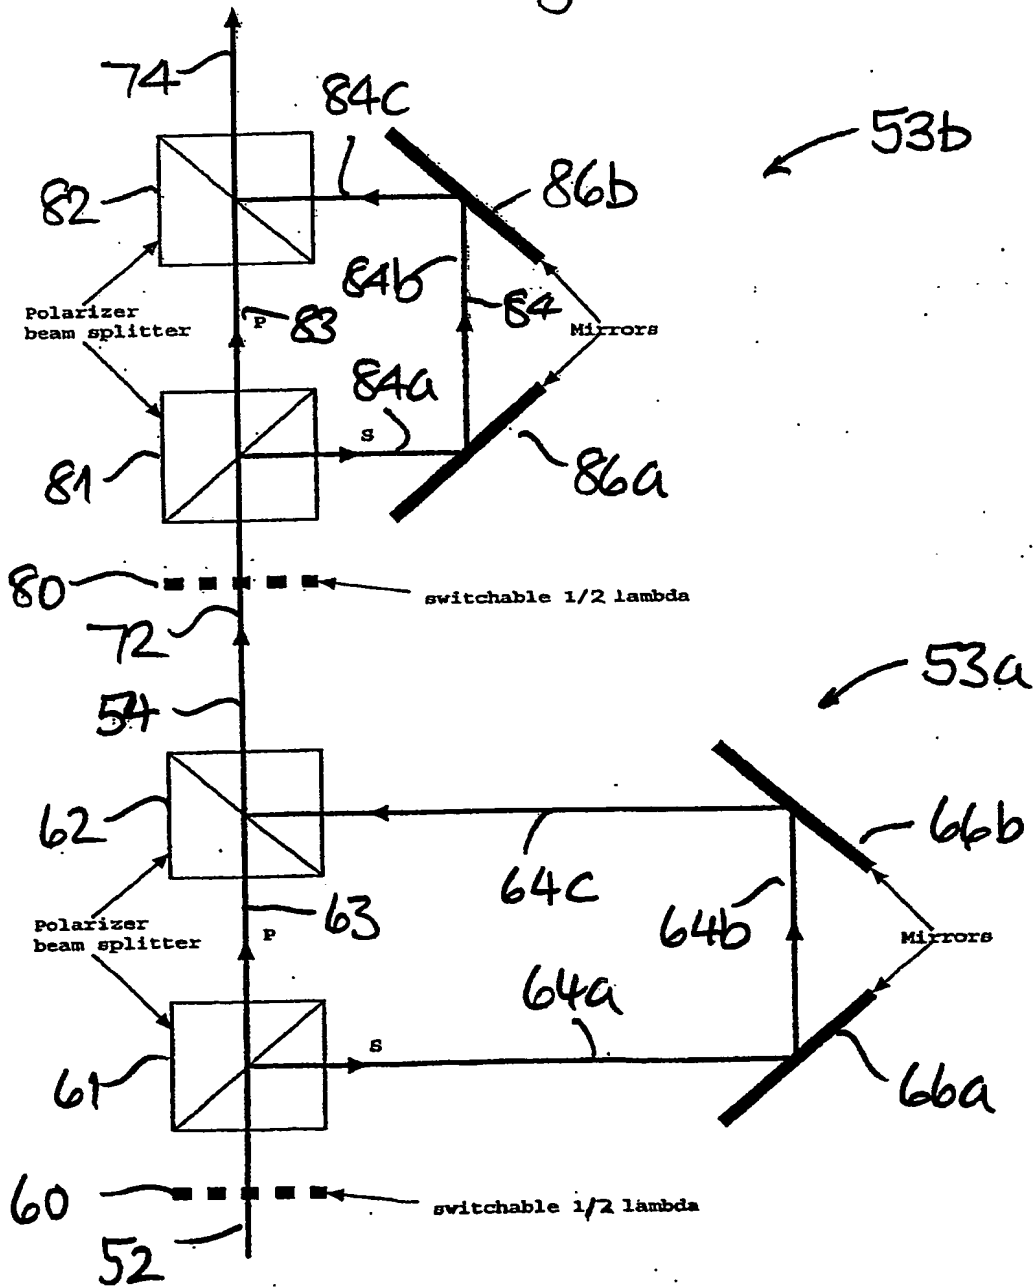 74
84c
53b
82
86b
84b
84
Polarizer
beam splitter
P
83
Mirrors
84a
S
81
86a
80
switchable 1/2 lambda
72
54
53a
62
66b
64c
Polarizer
beam splitter
63
P
64b
Mirrors
64a
S
61
66a
60
switchable 1/2 lambda
52